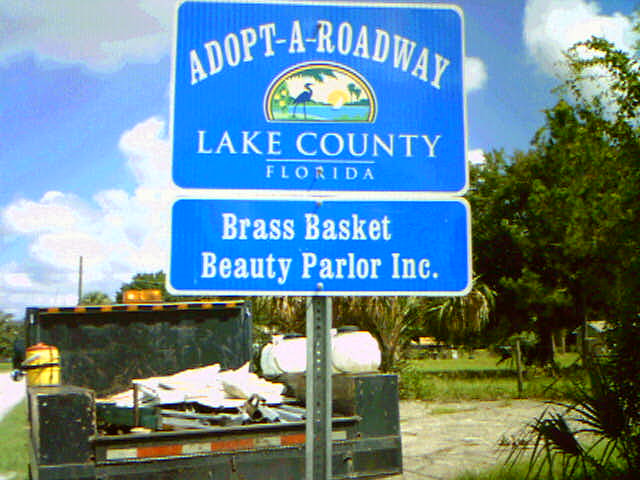 ADOPT-A-ROADWAY
LAKE COUNTY
FLORIDA
Brass Basket
Beauty Parlor Inc.